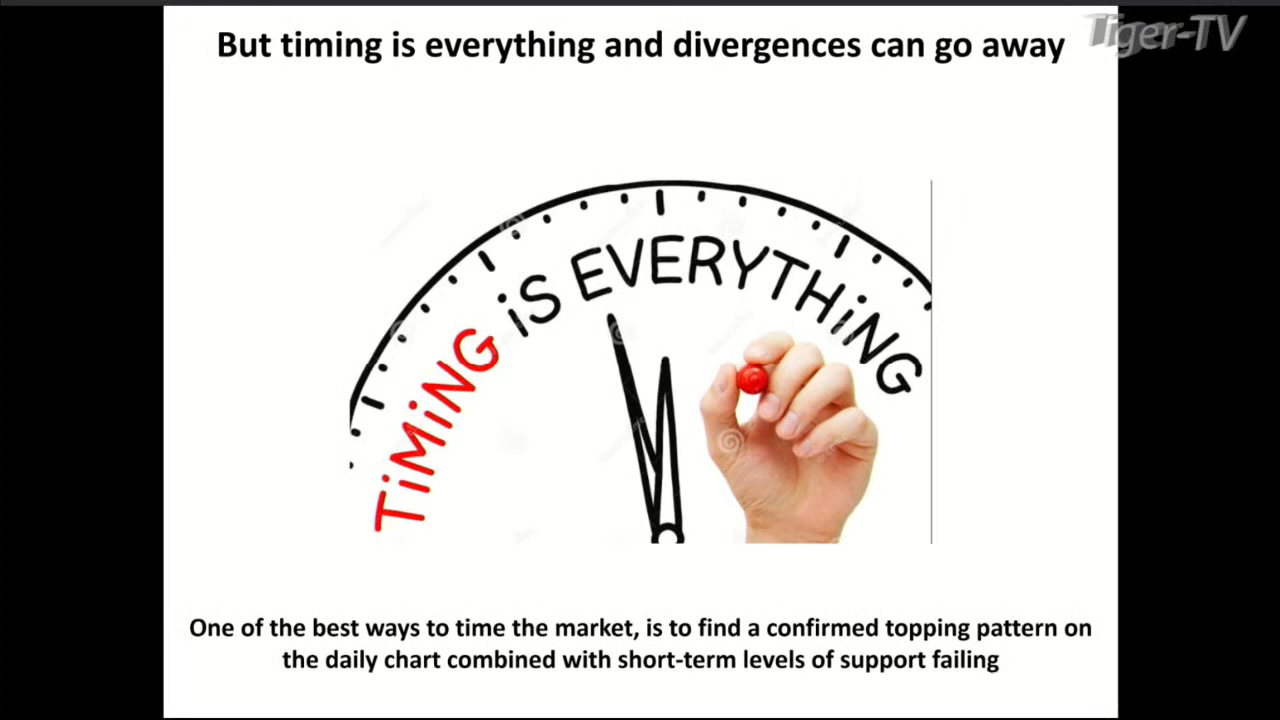 But timing is everything and divergences can go away
Tiger-TV
TiMiNG iS EVERYTHiNG
One of the best ways to time the market, is to find a confirmed topping pattern on
the daily chart combined with short-term levels of support failing